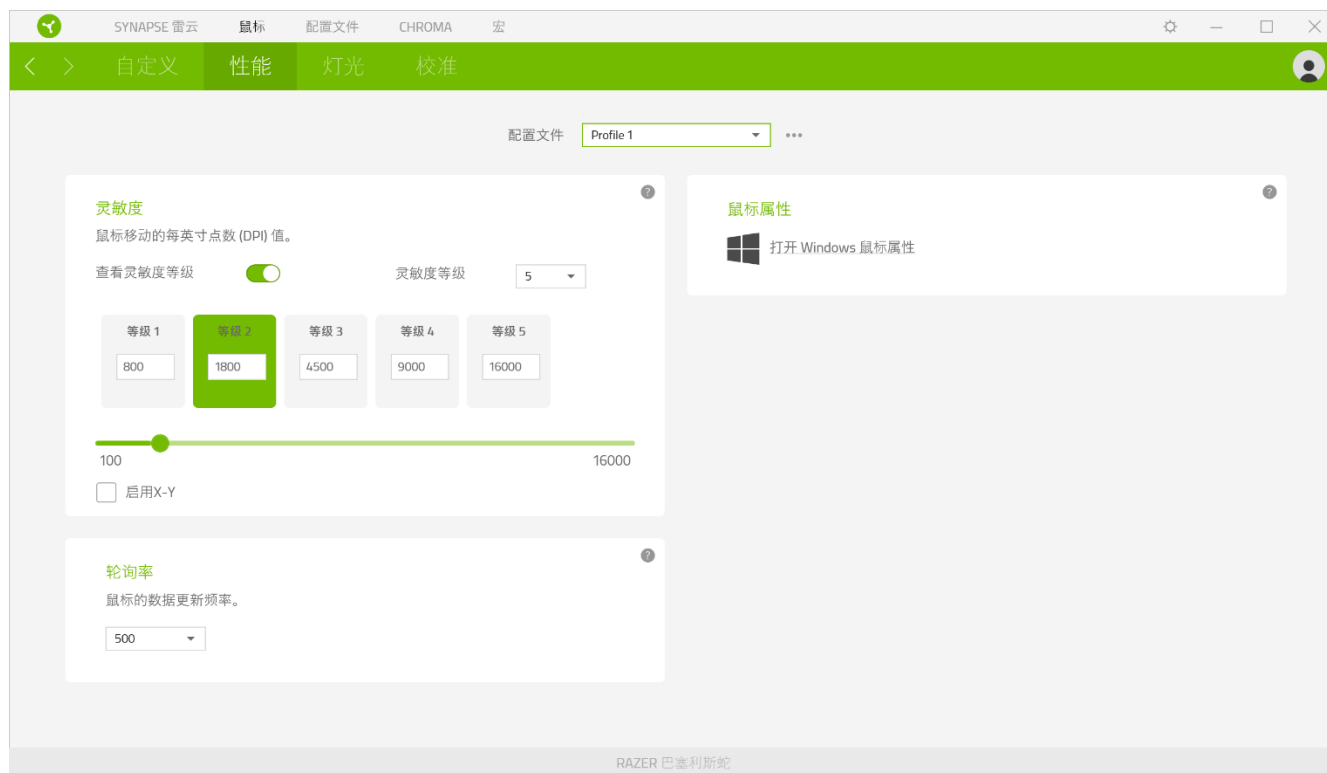 SYNAPSE 雷云 鼠标 配置文件 CHROMA 宏
自定义 性能 灯光 校准
配置文件 Profile 1
灵敏度
鼠标移动的每英寸点数 (DPI) 值。
查看灵敏度等级 灵敏度等级 5
等级 1 等级 2 等级 3 等级 4 等级 5
800 1800 4500 9000 16000
100 16000
启用X-Y
鼠标属性
打开 Windows 鼠标属性
轮询率
鼠标的数据更新频率。
500
RAZER 巴塞利斯蛇